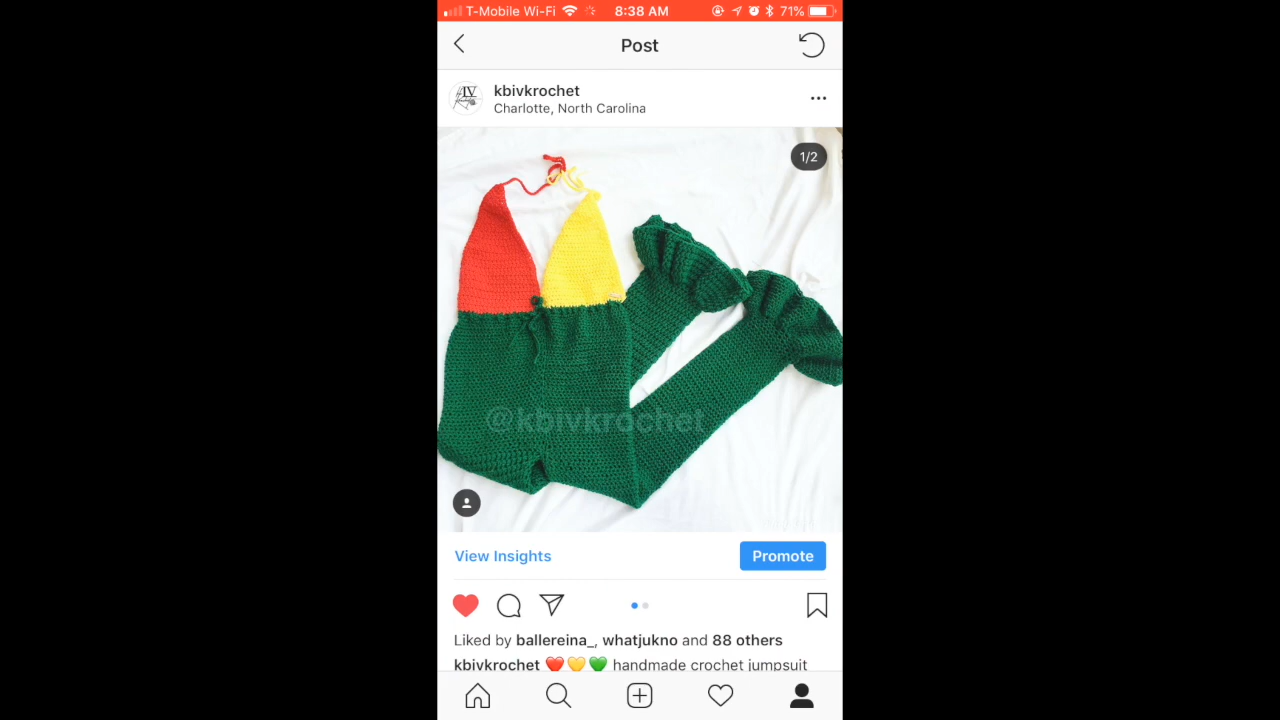 T-Mobile Wi-Fi 8:38 AM 71%
Post
kbivkrochet
Charlotte, North Carolina
1/2
@kbivkrochet
View Insights Promote
Liked by ballereina_, whatjukno and 88 others
kbivkrochet ❤️💛💚 handmade crochet jumpsuit